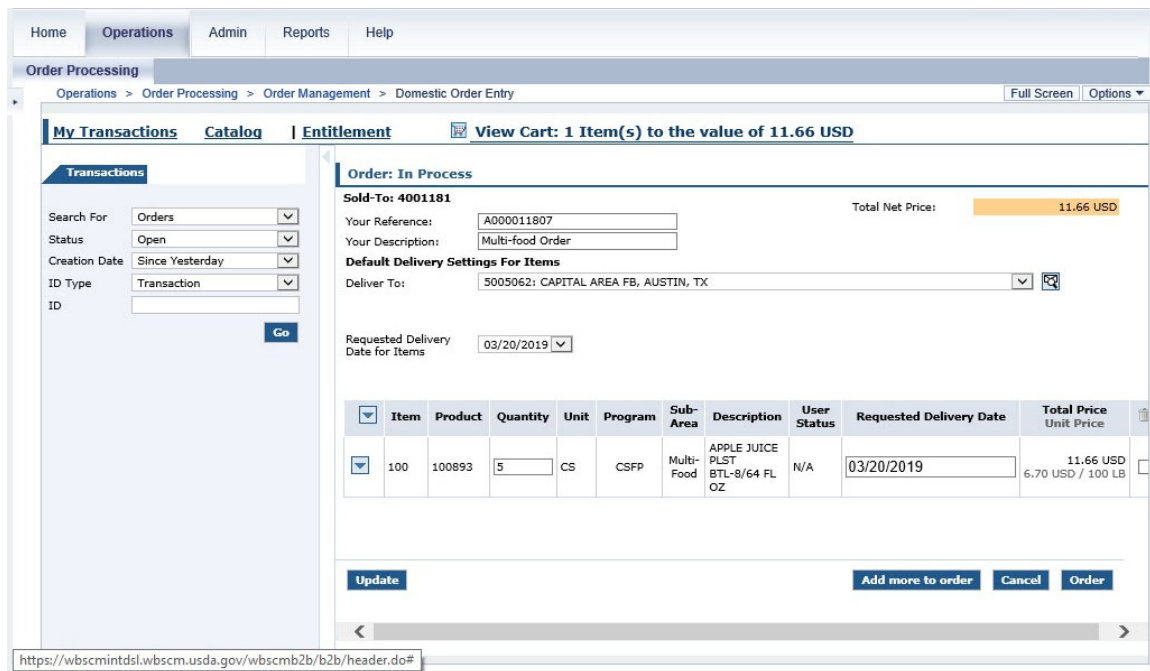 Home Operations Admin Reports Help
Order Processing
Operations > Order Processing > Order Management > Domestic Order Entry Full Screen Options
My Transactions Catalog | Entitlement View Cart: 1 Item(s) to the value of 11.66 USD
Transactions
Search For Orders
Status Open
Creation Date Since Yesterday
ID Type Transaction
ID
Go
Order: In Process
Sold-To: 4001181
Total Net Price: 11.66 USD
Your Reference: A000011807
Your Description: Multi-food Order
Default Delivery Settings For Items
Deliver To: 5005062: CAPITAL AREA FB, AUSTIN, TX
Requested Delivery
Date for Items 03/20/2019
Item Product Quantity Unit Program Sub-Area Description User Status Requested Delivery Date Total Price Unit Price
100 100893 5 CS CSFP Multi-Food APPLE JUICE PLST BTL-8/64 FL OZ N/A 03/20/2019 11.66 USD 6.70 USD / 100 LB
Update Add more to order Cancel Order
https://wbscmintdsl.wbscm.usda.gov/wbscmb2b/b2b/header.do#